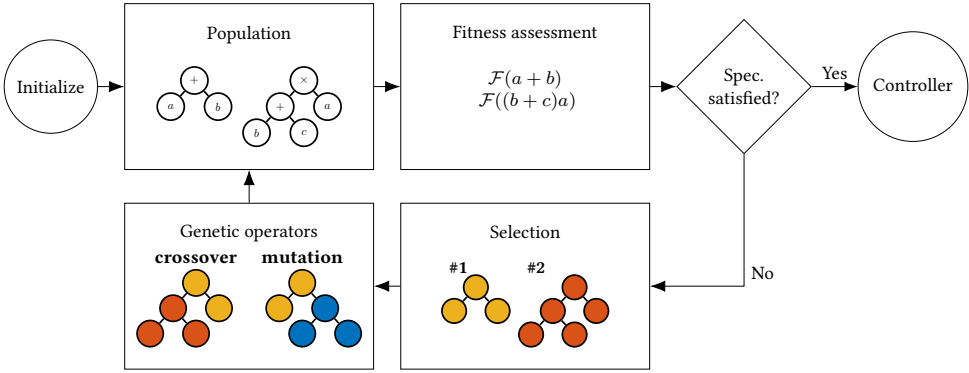 Initialize
Population
+
a
b
×
+
a
b
c
Fitness assessment
ℱ(a + b)
ℱ((b + c)a)
Spec.
satisfied?
Yes
Controller
No
Selection
#1
#2
Genetic operators
crossover
mutation